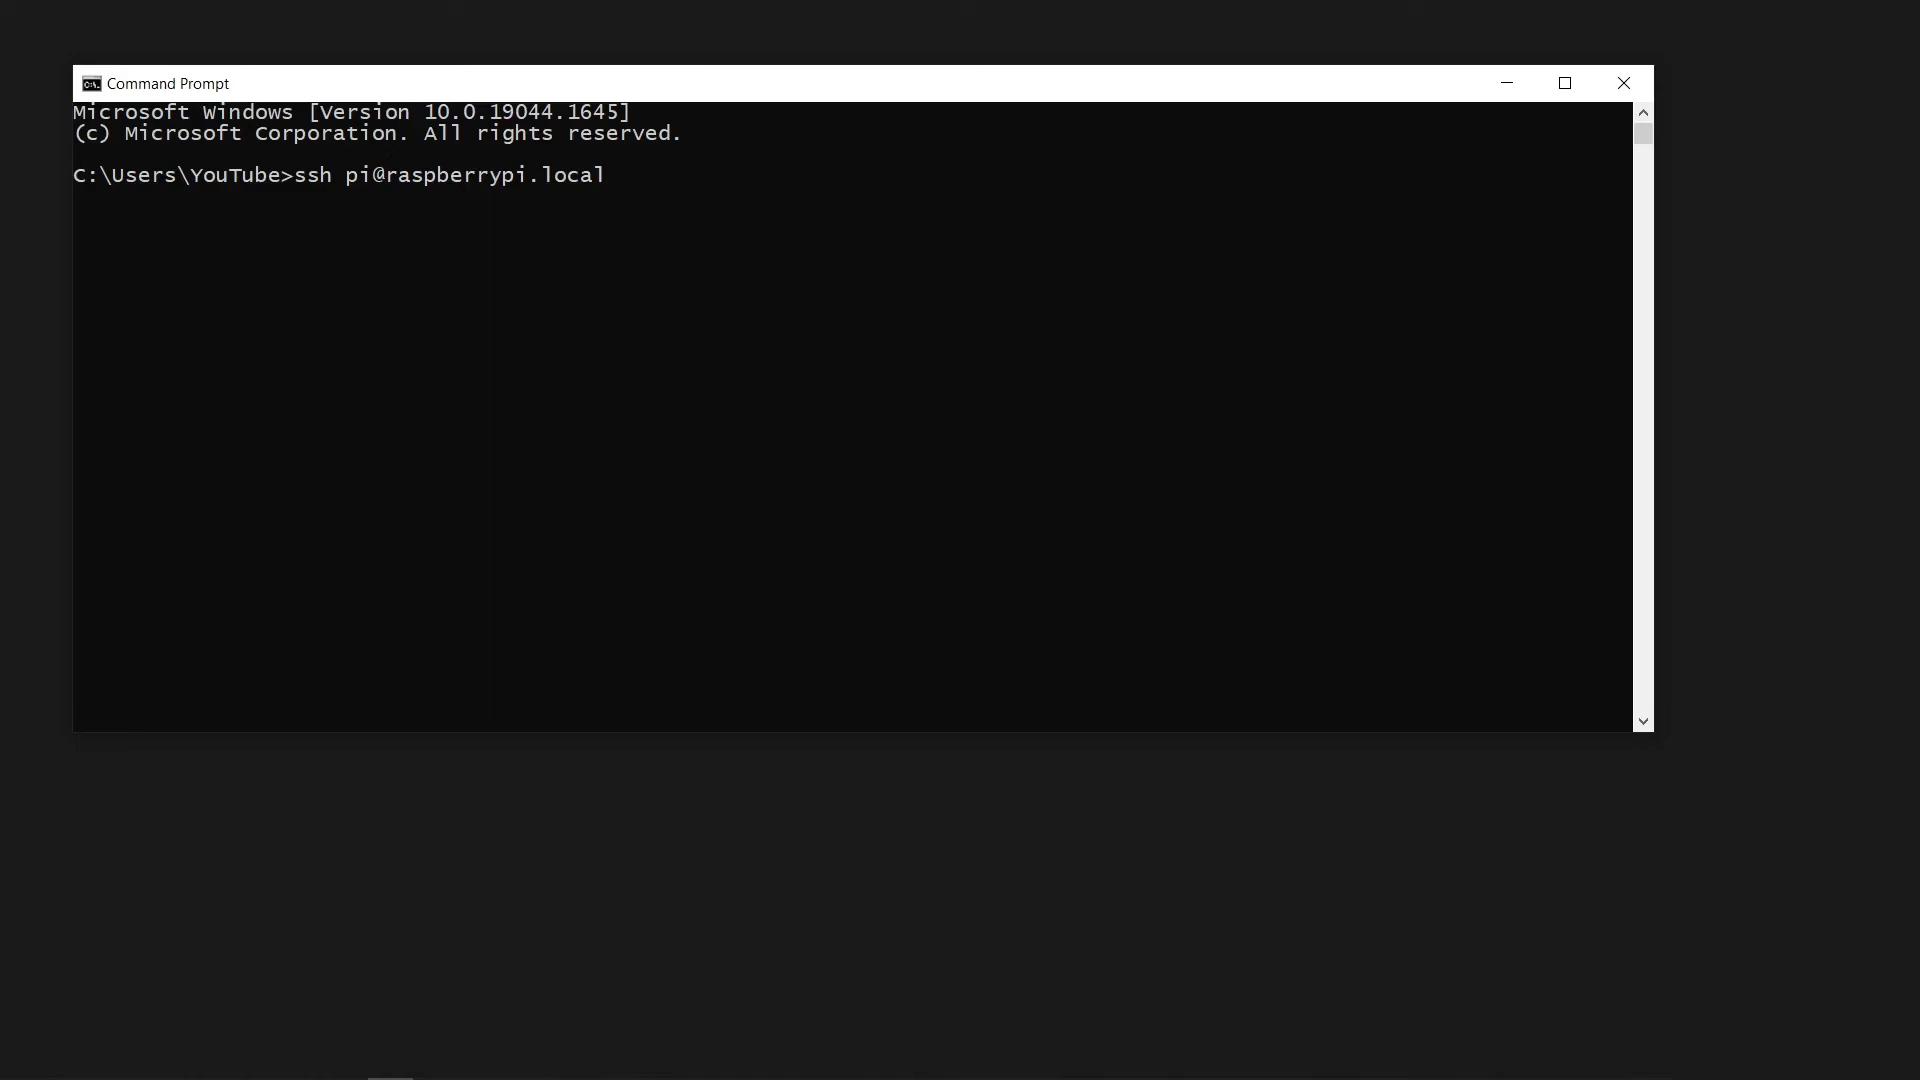 Command Prompt
Microsoft Windows [Version 10.0.19044.1645]
(c) Microsoft Corporation. All rights reserved.
C:\Users\YouTube>ssh pi@raspberrypi.local